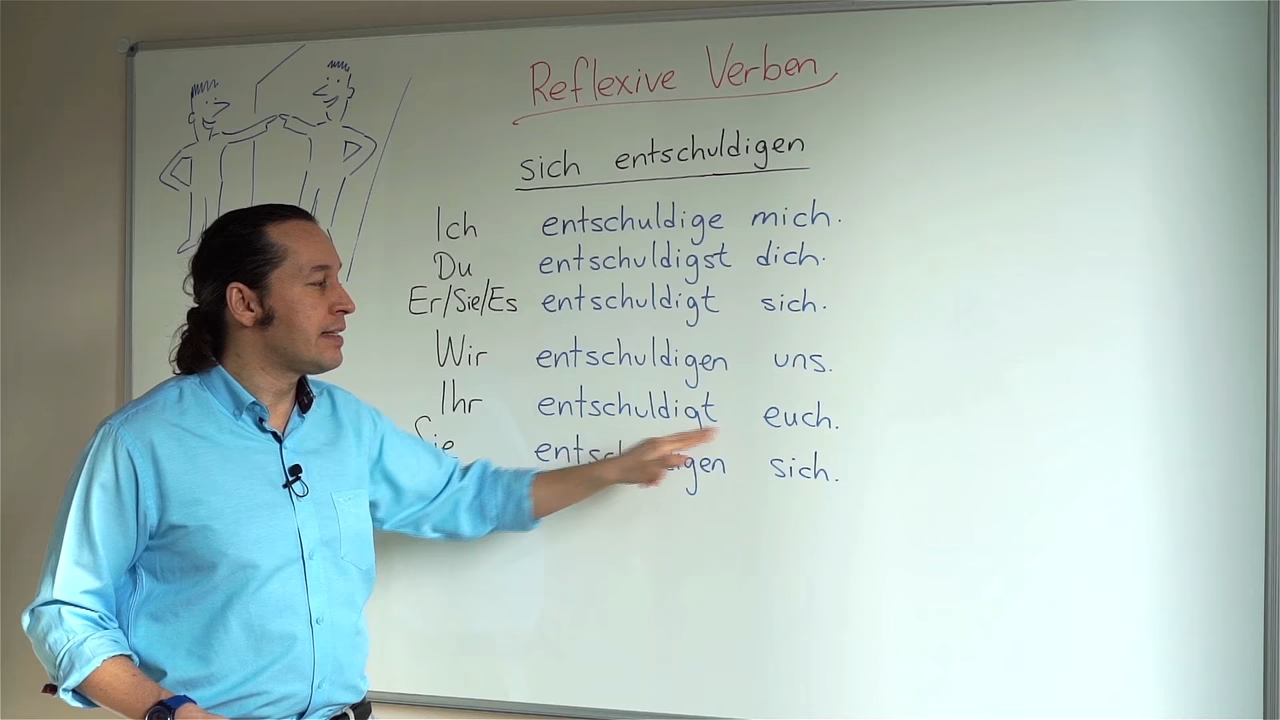 Reflexive Verben
sich entschuldigen
Ich entschuldige mich.
Du entschuldigst dich.
Er/Sie/Es entschuldigt sich.
Wir entschuldigen uns.
Ihr entschuldigt euch.
Sie sich.